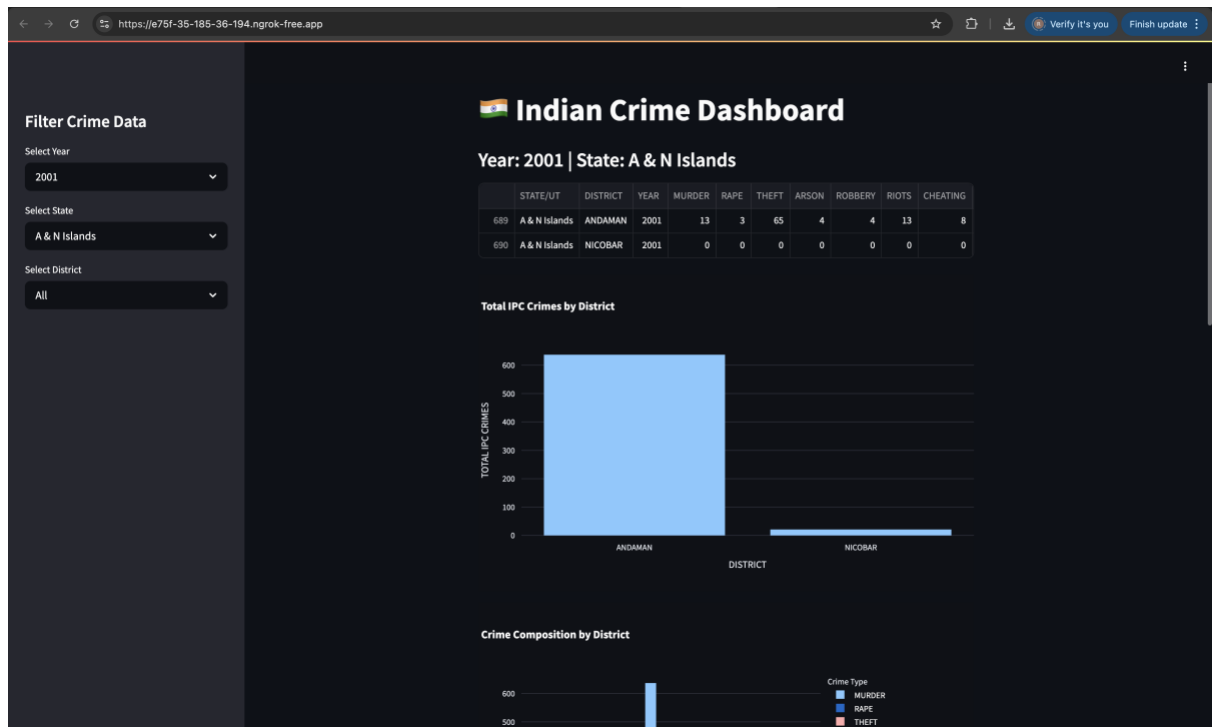 https://e75f-35-185-36-194.ngrok-free.app
Verify it's you
Finish update
Filter Crime Data
Select Year
2001
Select State
A & N Islands
Select District
All
Indian Crime Dashboard
Year: 2001 | State: A & N Islands
STATE/UT DISTRICT YEAR MURDER RAPE THEFT ARSON ROBBERY RIOTS CHEATING
689 A & N Islands ANDAMAN 2001 13 3 65 4 4 13 8
690 A & N Islands NICOBAR 2001 0 0 0 0 0 0 0
Total IPC Crimes by District
600
500
400
300
200
100
0
TOTAL IPC CRIMES
ANDAMAN NICOBAR
DISTRICT
Crime Composition by District
600
500
Crime Type
MURDER
RAPE
THEFT